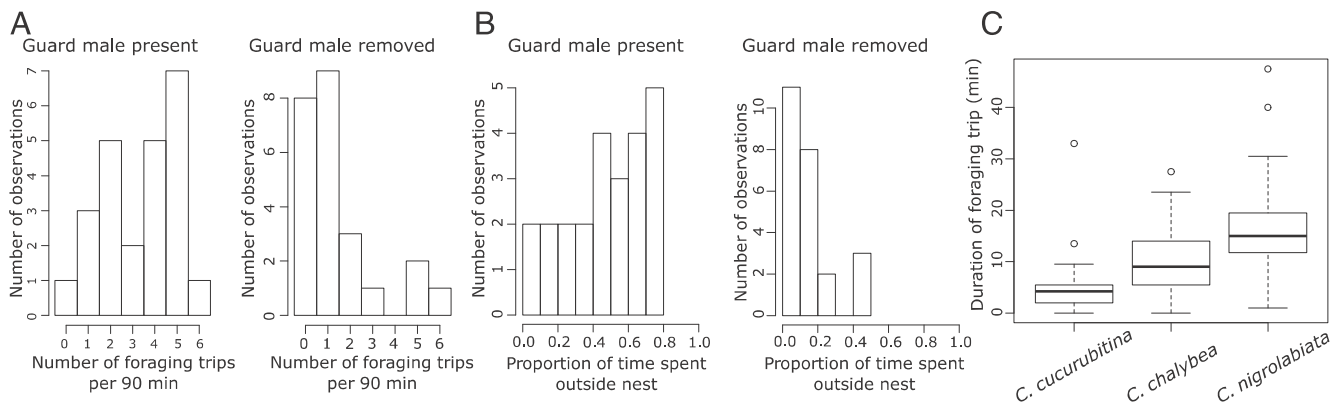 A
Guard male present
Number of observations
0
1
2
3
4
5
6
7
0 1 2 3 4 5 6
Number of foraging trips
per 90 min
Guard male removed
Number of observations
0
2
4
6
8
0 1 2 3 4 5 6
Number of foraging trips
per 90 min
B
Guard male present
Number of observations
0
1
2
3
4
5
0.0 0.2 0.4 0.6 0.8 1.0
Proportion of time spent
outside nest
Guard male removed
Number of observations
0
2
4
6
8
10
0.0 0.2 0.4 0.6 0.8 1.0
Proportion of time spent
outside nest
C
Duration of foraging trip (min)
0
10
20
30
40
C. cucurubitina
C. chalybea
C. nigrolabiata